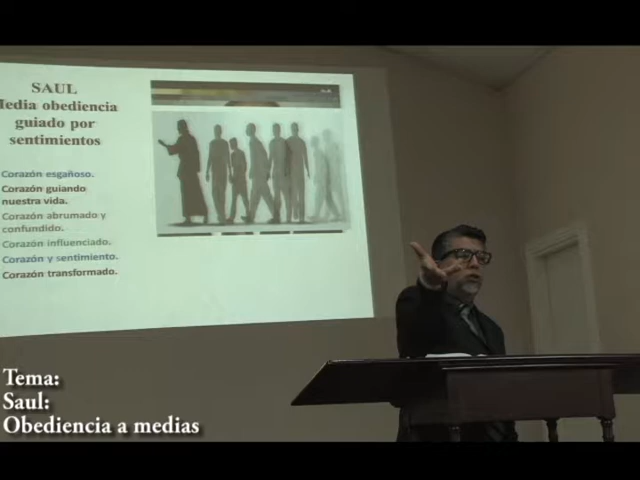 SAUL
Media obediencia
guiado por
sentimientos
Corazón esgañoso.
Corazón guiando
nuestra vida.
Corazón abrumado y
confundido.
Corazón influenciado.
Corazón y sentimiento.
Corazón transformado.
Tema:
Saul:
Obediencia a medias